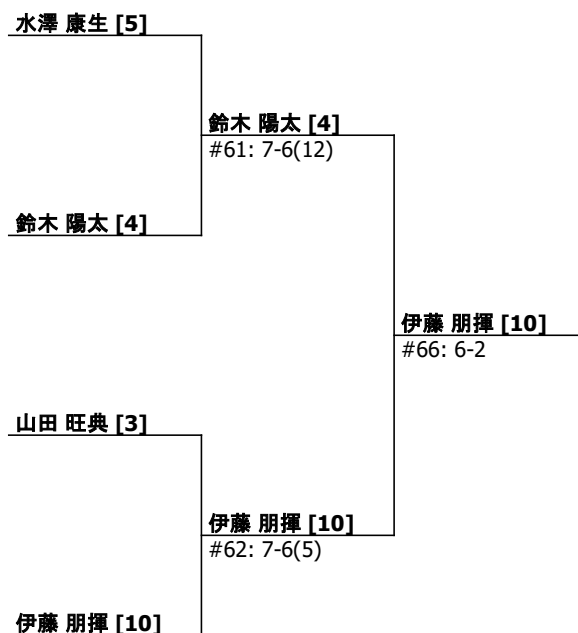 水澤 康生 [5]
鈴木 陽太 [4]
#61: 7-6(12)
鈴木 陽太 [4]
伊藤 朋揮 [10]
#66: 6-2
山田 旺典 [3]
伊藤 朋揮 [10]
#62: 7-6(5)
伊藤 朋揮 [10]